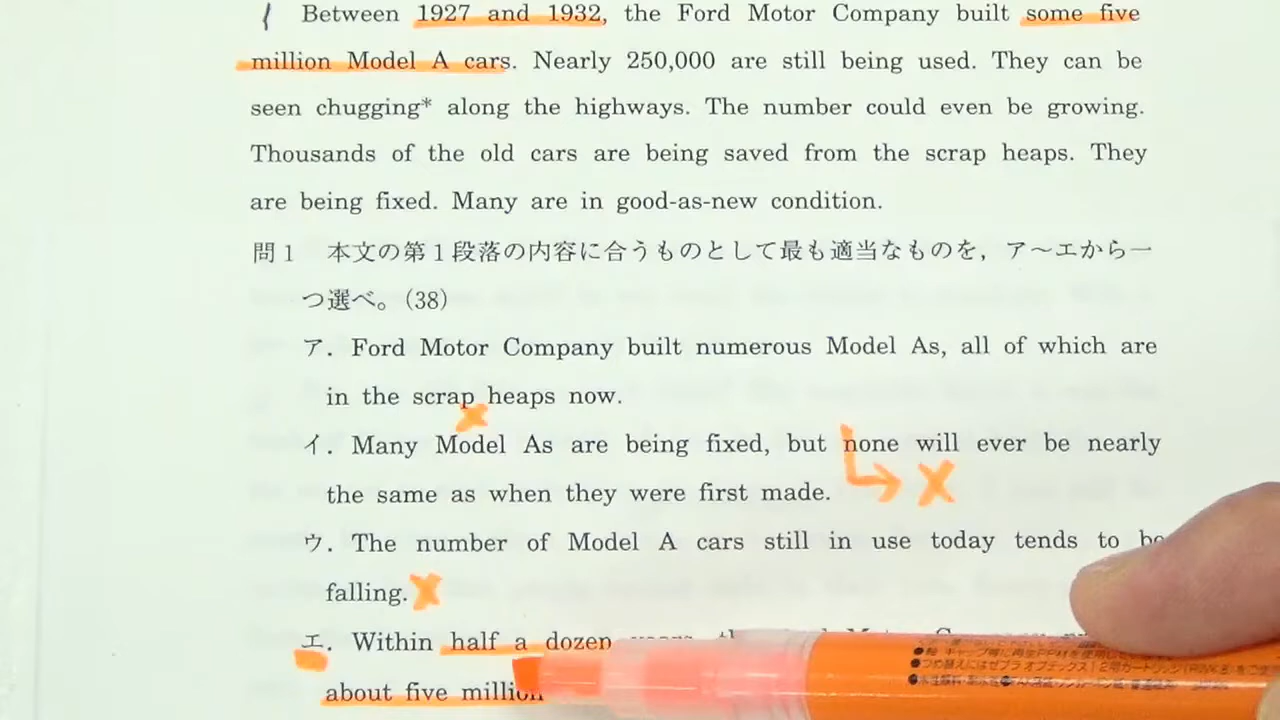 Between 1927 and 1932, the Ford Motor Company built some five
million Model A cars. Nearly 250,000 are still being used. They can be
seen chugging* along the highways. The number could even be growing.
Thousands of the old cars are being saved from the scrap heaps. They
are being fixed. Many are in good-as-new condition.
問1 本文の第1段落の内容に合うものとして最も適当なものを，ア～エから一
つ選べ。(38)
ア. Ford Motor Company built numerous Model As, all of which are
in the scrap heaps now.
イ. Many Model As are being fixed, but none will ever be nearly
the same as when they were first made.
ウ. The number of Model A cars still in use today tends to be
falling.
エ. Within half a dozen
about five million